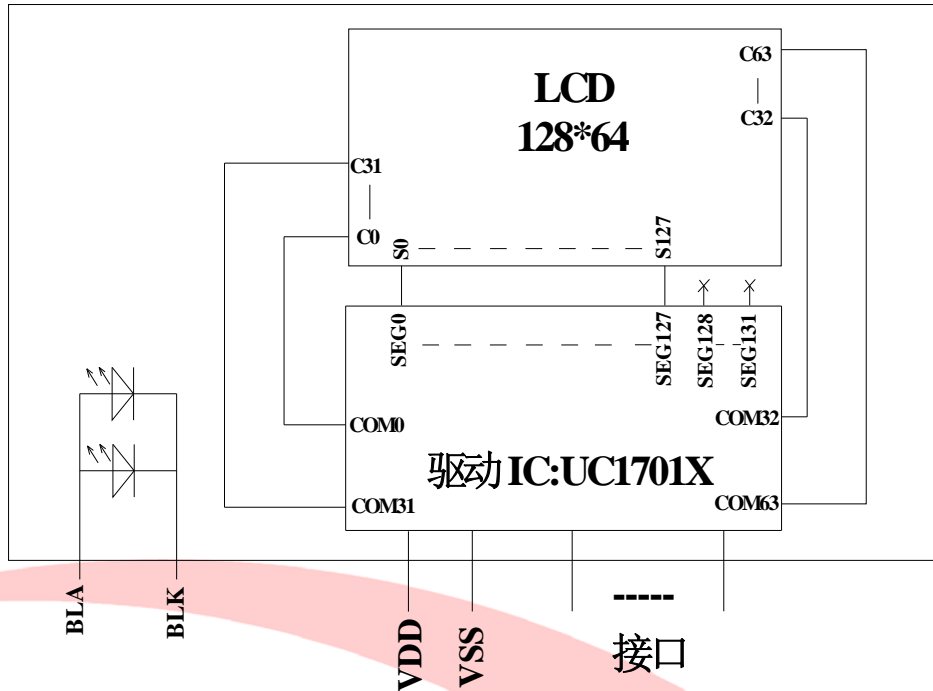 LCD
128*64
C63
C32
C31
C0
S0
S127
SEG0
SEG127
SEG128
SEG131
COM0
COM32
驱动IC:UC1701X
COM31
COM63
BLA
BLK
VDD
VSS
接口